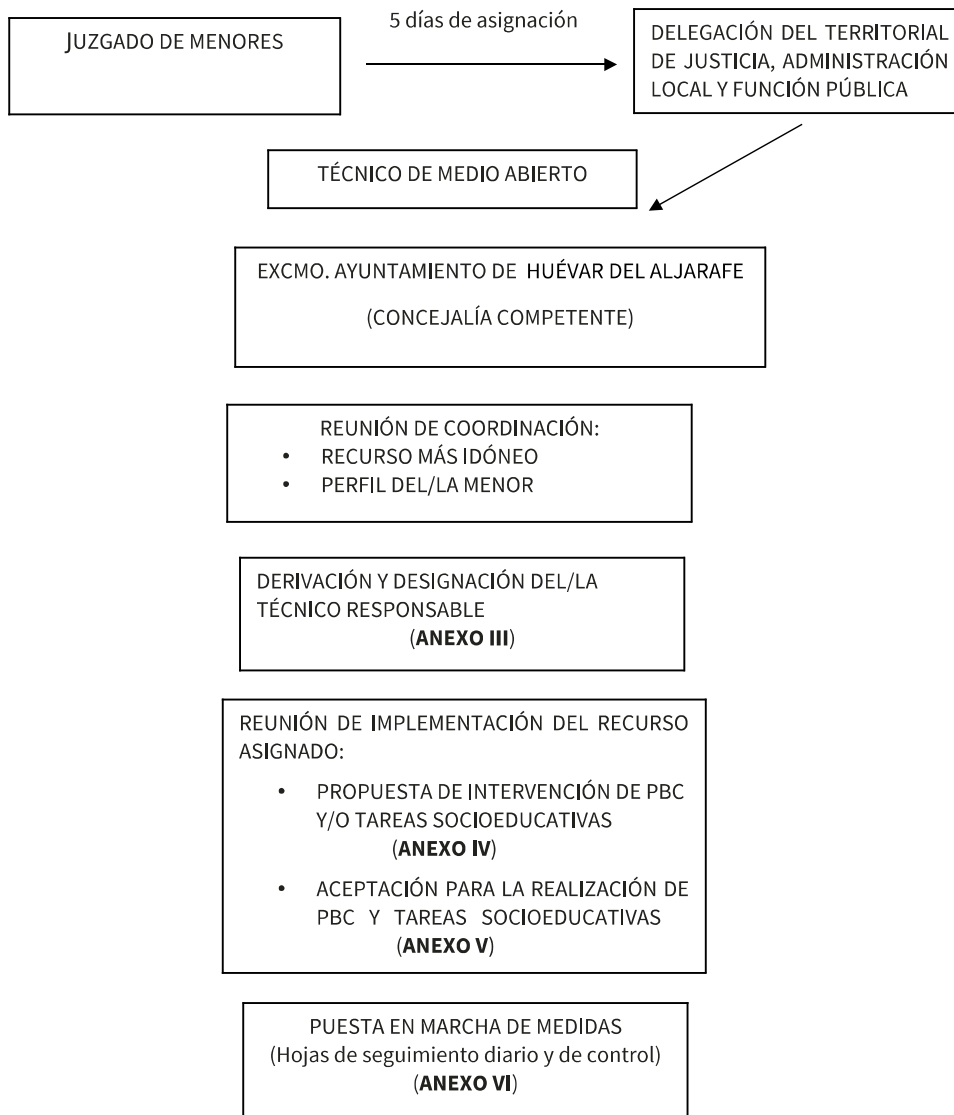 JUZGADO DE MENORES
5 días de asignación
DELEGACIÓN DEL TERRITORIAL
DE JUSTICIA, ADMINISTRACIÓN
LOCAL Y FUNCIÓN PÚBLICA
TÉCNICO DE MEDIO ABIERTO
EXCMO. AYUNTAMIENTO DE HUÉVAR DEL ALJARAFE
(CONCEJALÍA COMPETENTE)
REUNIÓN DE COORDINACIÓN:
• RECURSO MÁS IDÓNEO
• PERFIL DEL/LA MENOR
DERIVACIÓN Y DESIGNACIÓN DEL/LA
TÉCNICO RESPONSABLE
(ANEXO III)
REUNIÓN DE IMPLEMENTACIÓN DEL RECURSO
ASIGNADO:
• PROPUESTA DE INTERVENCIÓN DE PBC
Y/O TAREAS SOCIOEDUCATIVAS
(ANEXO IV)
• ACEPTACIÓN PARA LA REALIZACIÓN DE
PBC Y TAREAS SOCIOEDUCATIVAS
(ANEXO V)
PUESTA EN MARCHA DE MEDIDAS
(Hojas de seguimiento diario y de control)
(ANEXO VI)